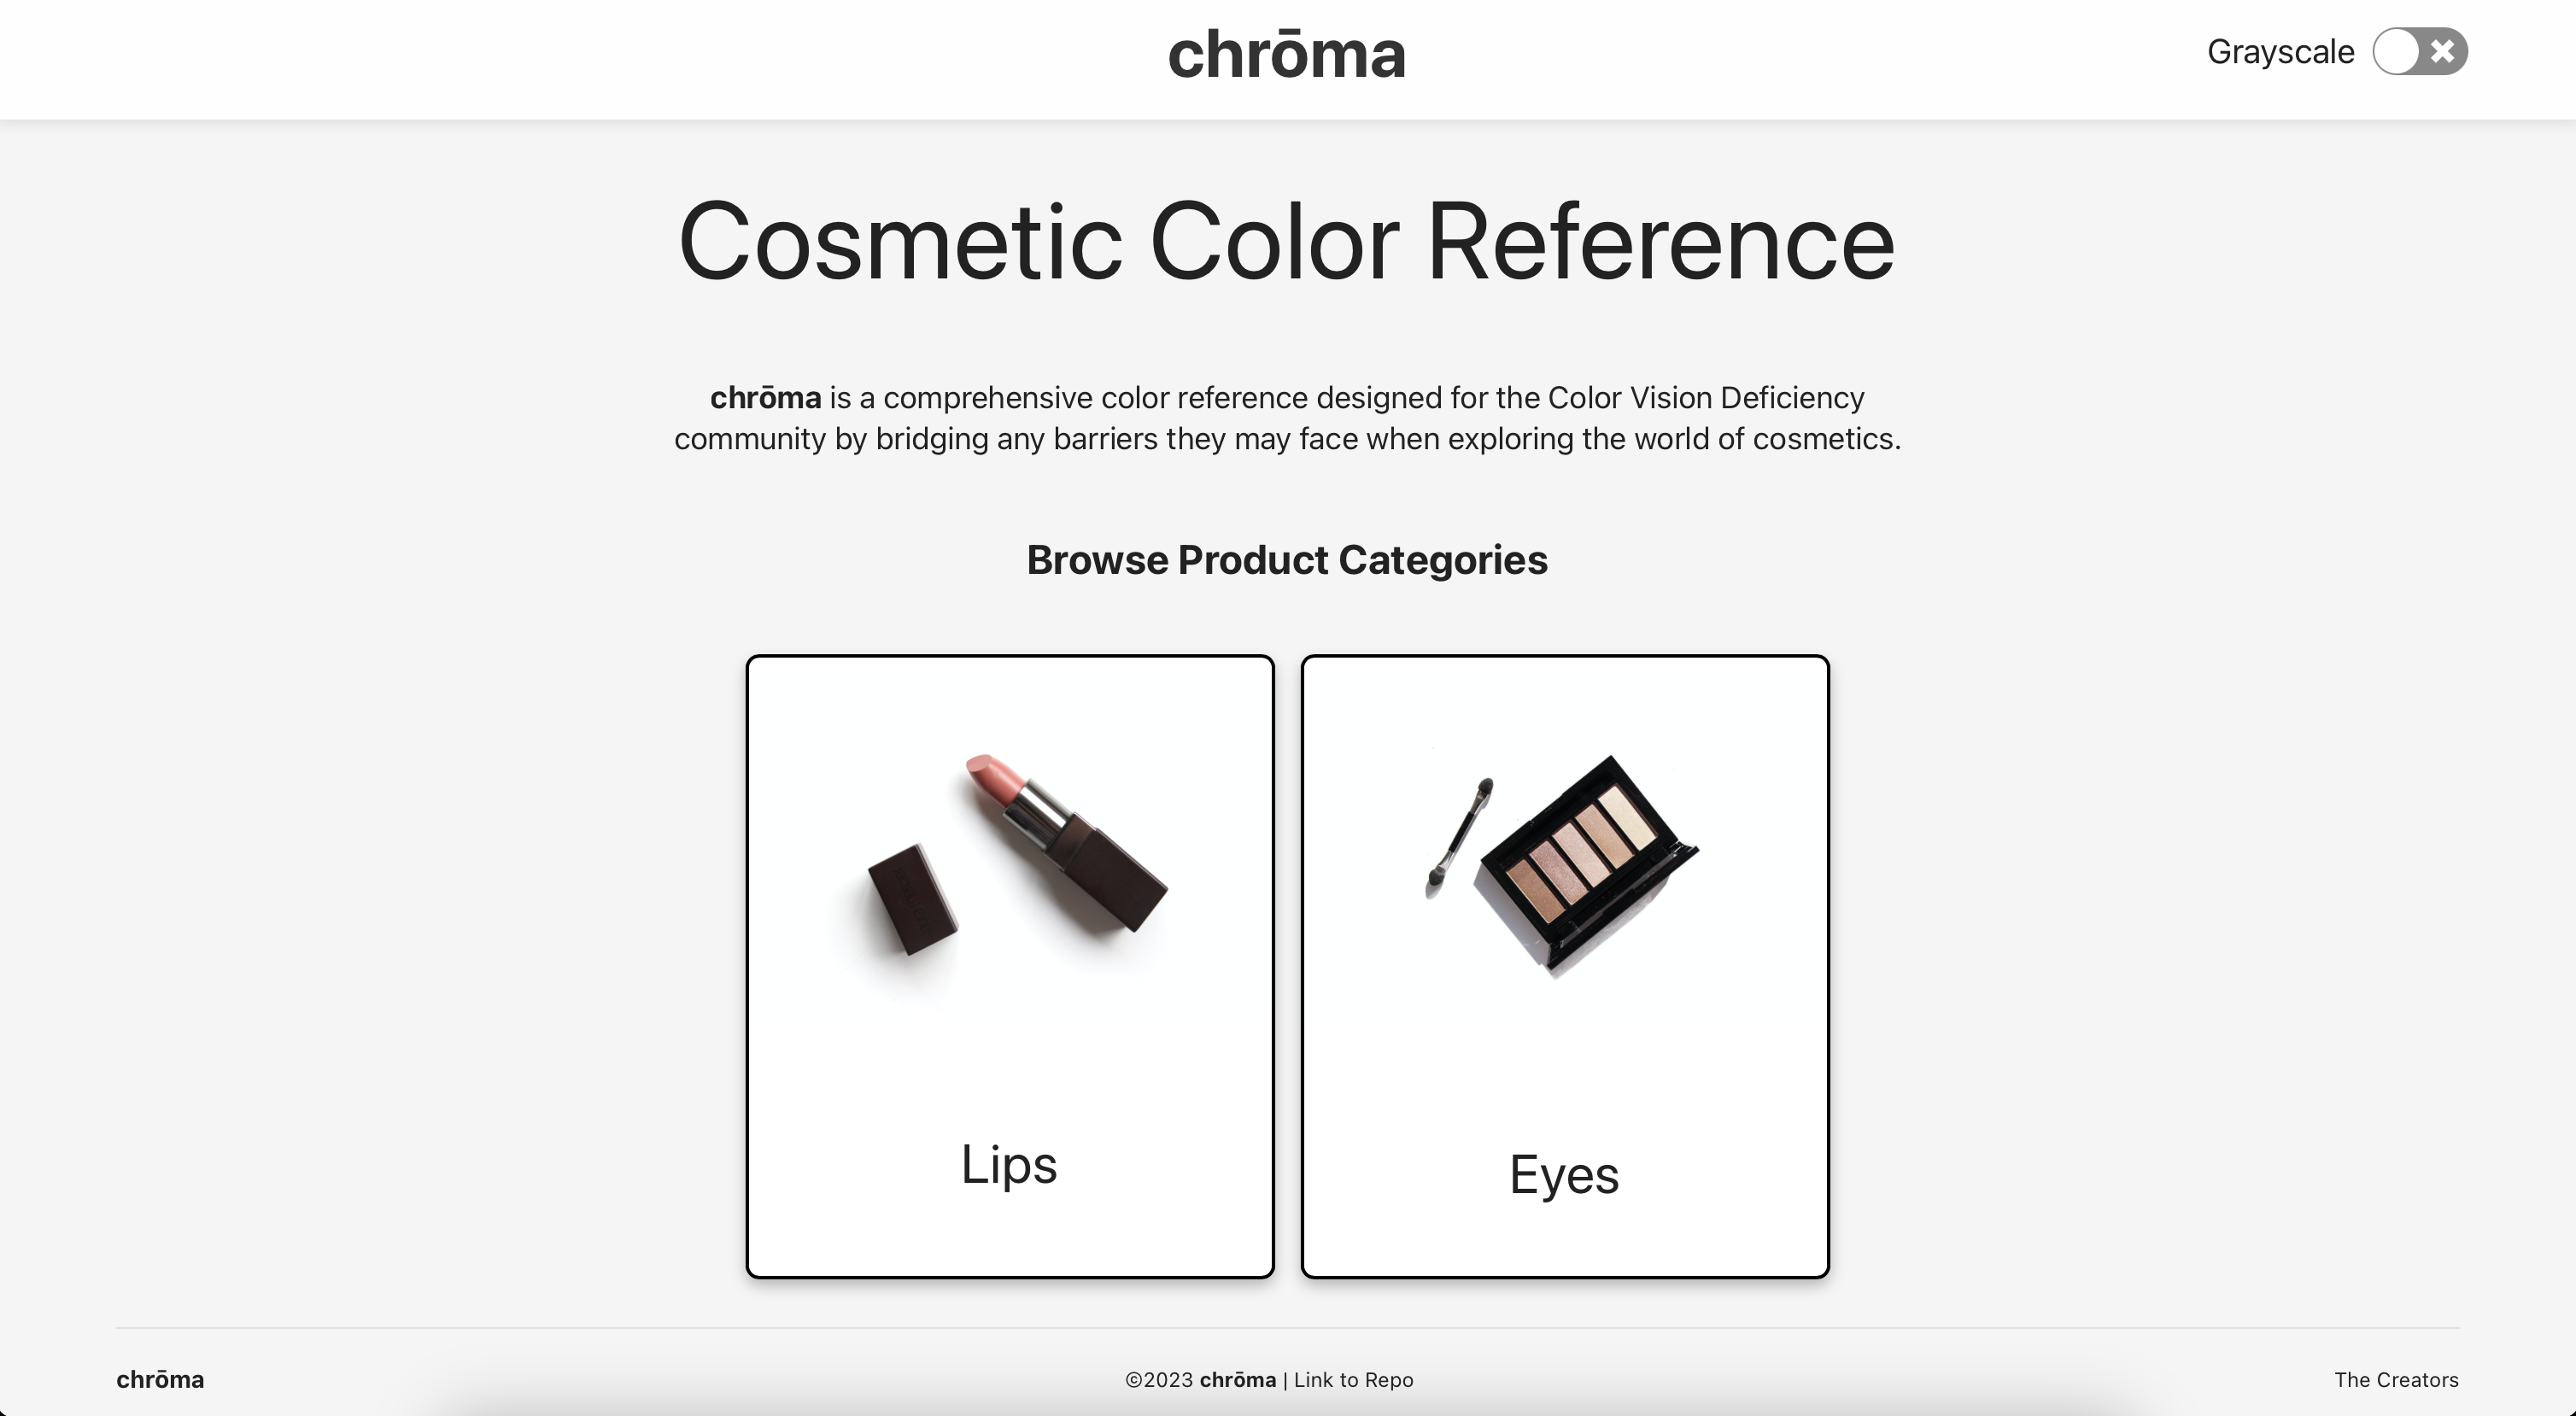 chrōma
Grayscale
Cosmetic Color Reference
chrōma is a comprehensive color reference designed for the Color Vision Deficiency
community by bridging any barriers they may face when exploring the world of cosmetics.
Browse Product Categories
Lips
Eyes
chrōma
©2023 chrōma | Link to Repo
The Creators